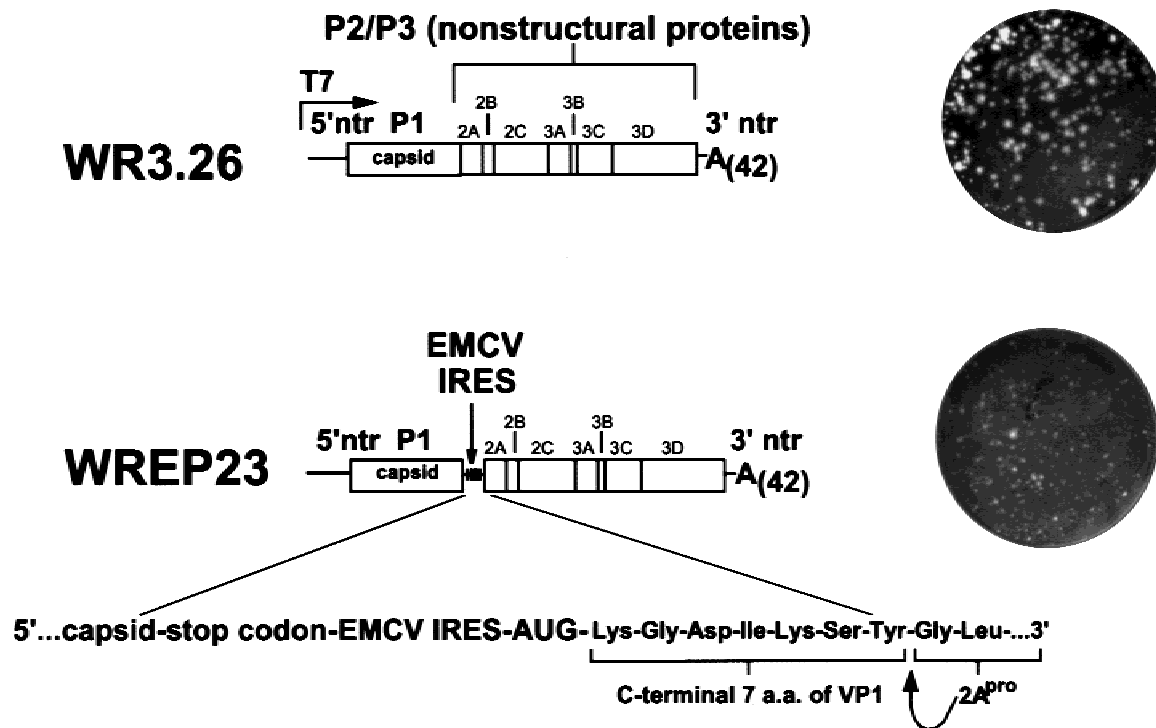 P2/P3 (nonstructural proteins)
T7
5'ntr P1
2A 2B 2C 3A 3B 3C 3D
3' ntr
WR3.26
capsid
A(42)
EMCV
IRES
5'ntr P1
2A 2B 2C 3A 3B 3C 3D
3' ntr
WREP23
capsid
A(42)
5'...capsid-stop codon-EMCV IRES-AUG-Lys-Gly-Asp-Ile-Lys-Ser-Tyr-Gly-Leu-...3'
C-terminal 7 a.a. of VP1
2Apro